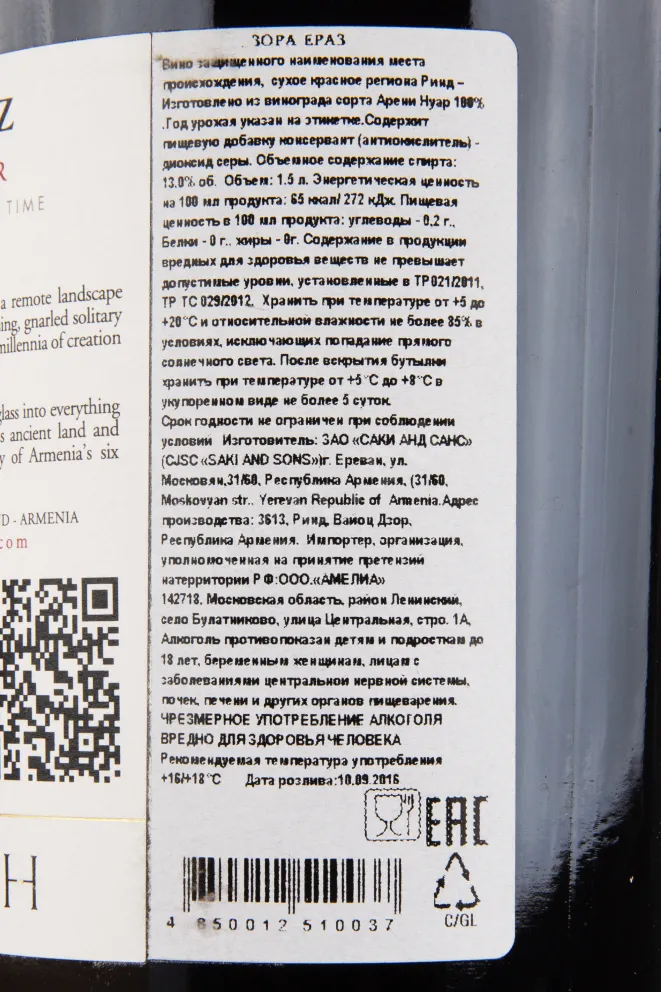 Z
R
TIME
a remote landscape
ing, gnarled solitary
millennia of creation
glass into everything
s ancient land and
y of Armenia's six
D - ARMENIA
com
H
ЗОРА ЕРАЗ
Вино защищенного наименования места
происхождения, сухое красное региона Ринд –
Изготовлено из винограда сорта Арени Нуар 100%
.Год урожая указан на этикетке.Содержит
пищевую добавку консервант (антиокислитель) -
диоксид серы. Объемное содержание спирта:
13.0% об. Объем: 1.5 л. Энергетическая ценность
на 100 мл продукта: 65 ккал/ 272 кДж. Пищевая
ценность в 100 мл продукта: углеводы - 0,2 г.,
Белки - 0 г., жиры - 0г. Содержание в продукции
вредных для здоровья веществ не превышает
допустимые уровни, установленные в ТР021/2011,
ТР ТС 029/2012. Хранить при температуре от +5 до
+20°С и относительной влажности не более 85% в
условиях, исключающих попадание прямого
солнечного света. После вскрытия бутылки
хранить при температуре от +5°С до +8°С в
укупоренном виде не более 5 суток.
Срок годности не ограничен при соблюдении
условий Изготовитель: ЗАО «САКИ АНД САНС»
(CJSC «SAKI AND SONS»)г. Ереван, ул.
Московян,31/60, Республика Армения, (31/60,
Moskovyan str., Yerevan Republic of Armenia.Адрес
производства: 3613, Ринд, Вайоц Дзор,
Республика Армения. Импортер, организация,
уполномоченная на принятие претензий
натерритории РФ:ООО.«АМЕЛИА»
142718, Московская область, район Ленинский,
село Булатниково, улица Центральная, стро. 1А,
Алкоголь противопоказан детям и подросткам до
18 лет, беременным женщинам, лицам с
заболеваниями центральной нервной системы,
почек, печени и других органов пищеварения.
ЧРЕЗМЕРНОЕ УПОТРЕБЛЕНИЕ АЛКОГОЛЯ
ВРЕДНО ДЛЯ ЗДОРОВЬЯ ЧЕЛОВЕКА
Рекомендуемая температура употребления
+16/+18°С Дата розлива:10.09.2016
EAC
C/GL
4 850012 510037